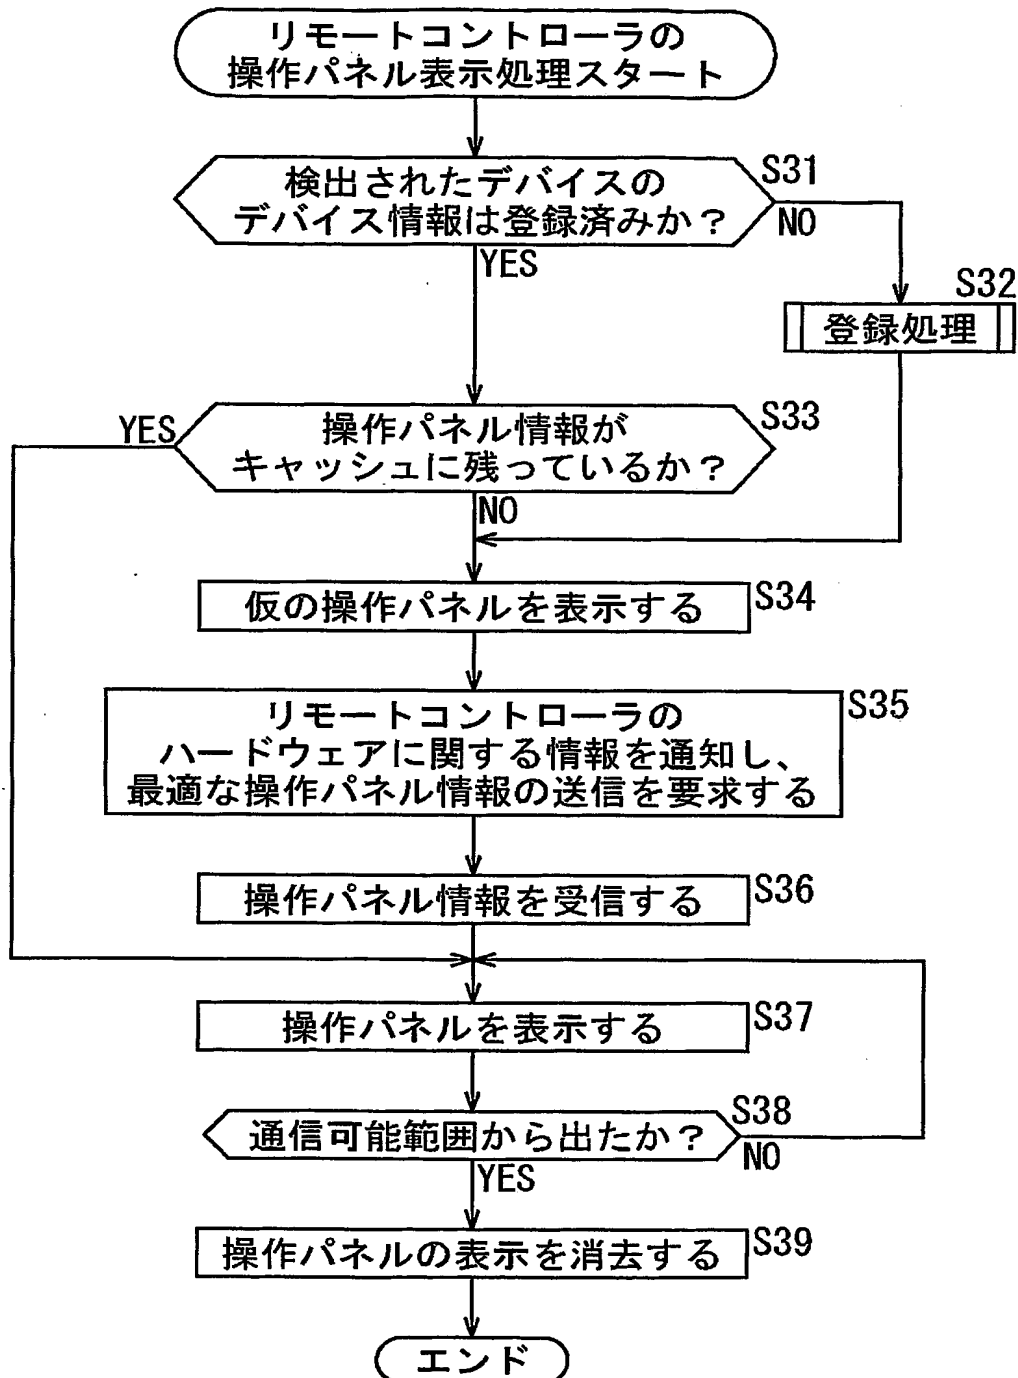 リモートコントローラの
操作パネル表示処理スタート
検出されたデバイスの
デバイス情報は登録済みか？
S31
NO
YES
S32
登録処理
操作パネル情報が
キャッシュに残っているか？
S33
YES
NO
仮の操作パネルを表示する
S34
リモートコントローラの
ハードウェアに関する情報を通知し、
最適な操作パネル情報の送信を要求する
S35
操作パネル情報を受信する
S36
操作パネルを表示する
S37
通信可能範囲から出たか？
S38
NO
YES
操作パネルの表示を消去する
S39
エンド